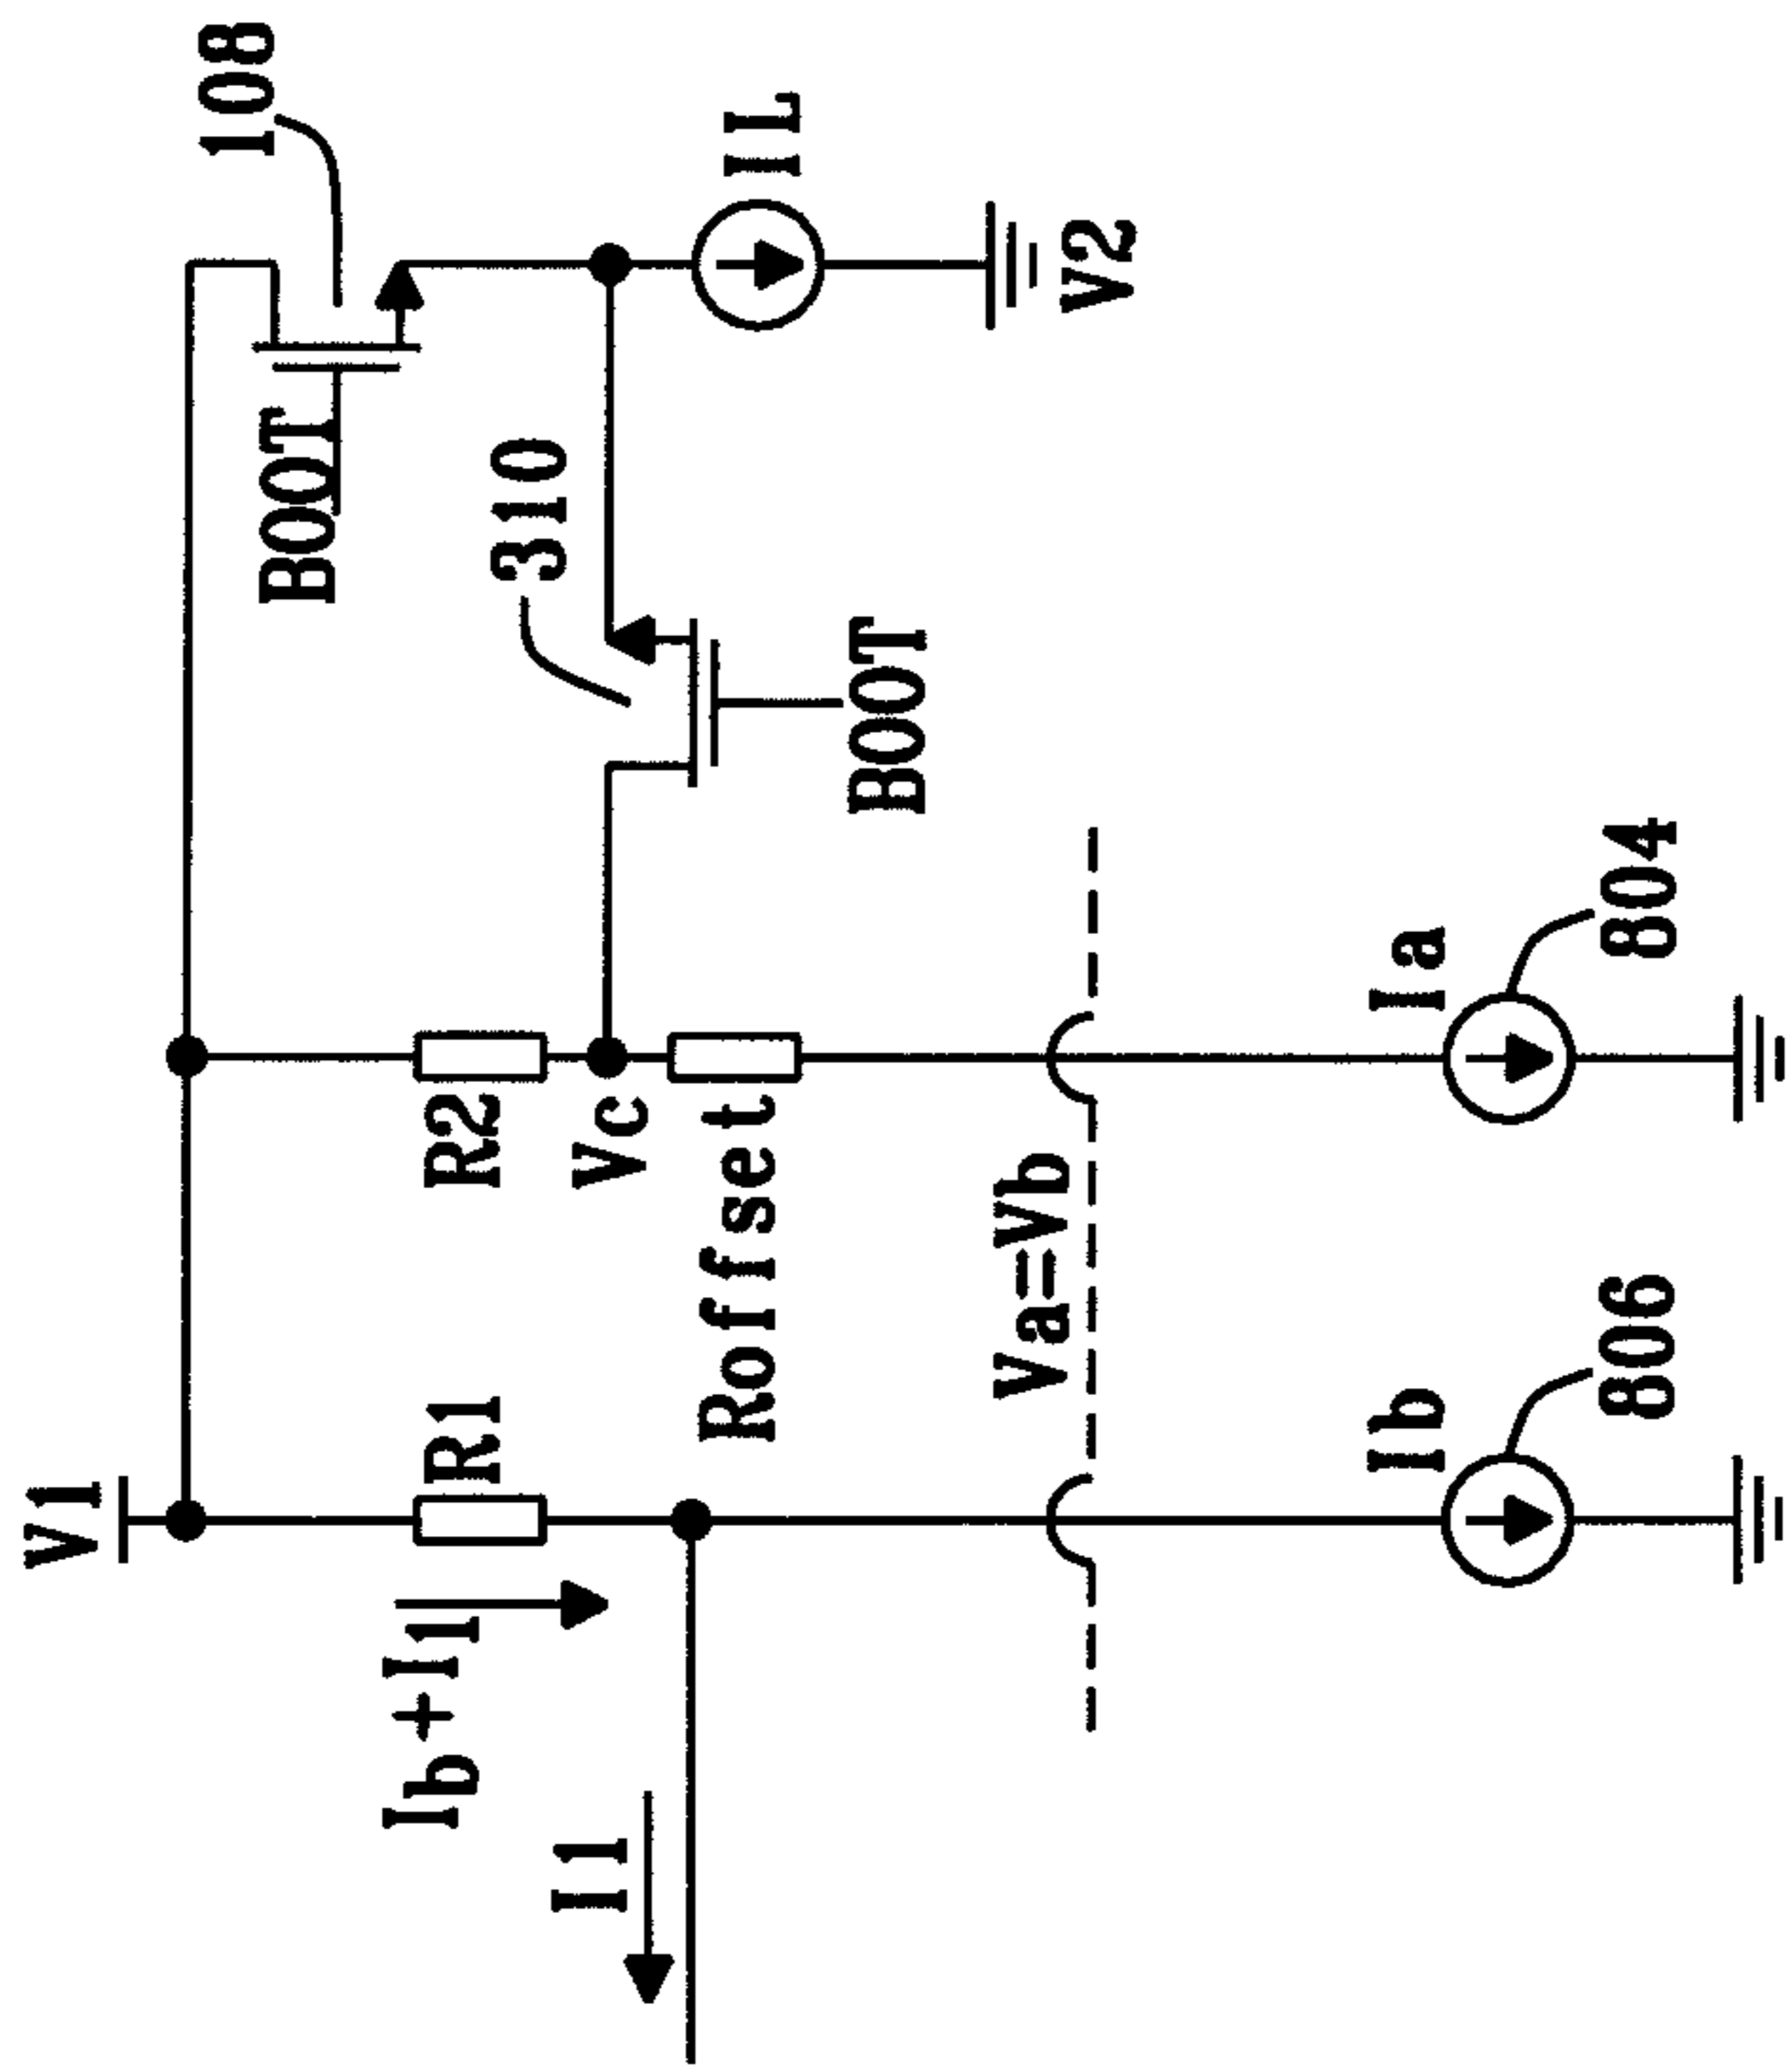 V1
108
BOOT
Ib+I1
R1
R2
310
I1
Vc
Roffset
IL
BOOT
Va=Vb
V2
Ib
Ia
806
804